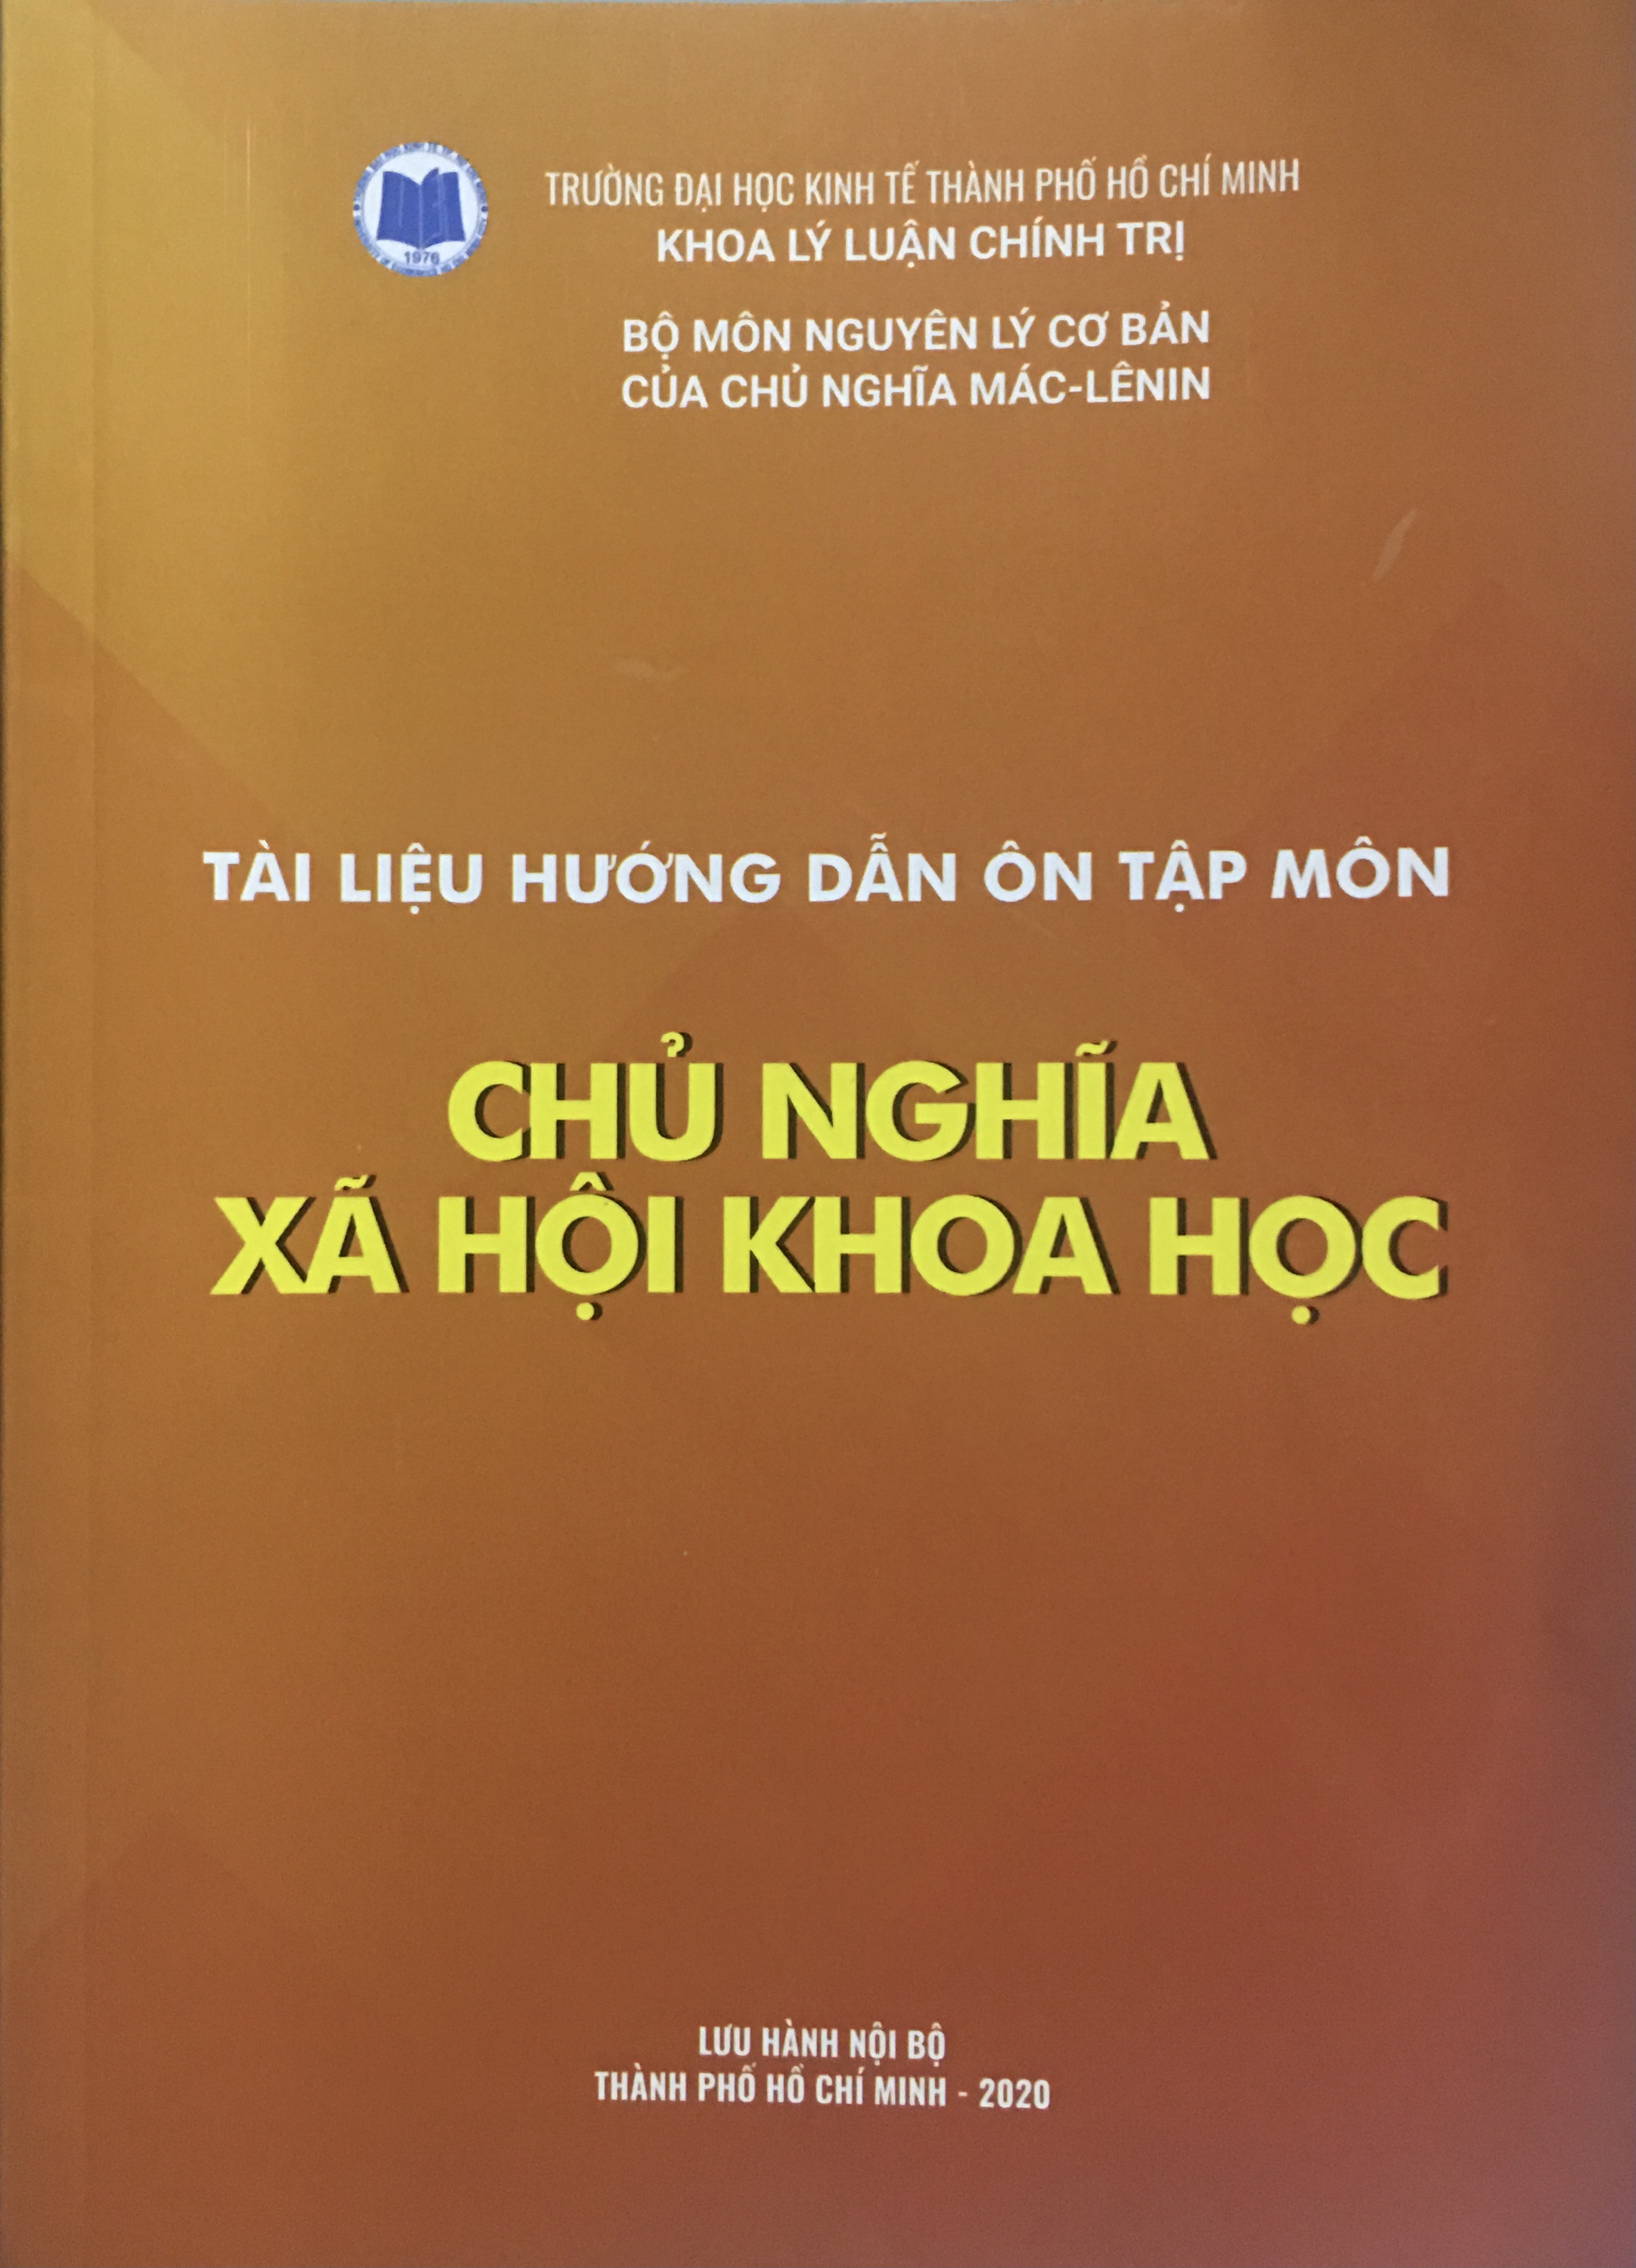 TRƯỜNG ĐẠI HỌC KINH TẾ THÀNH PHỐ HỒ CHÍ MINH
KHOA LÝ LUẬN CHÍNH TRỊ
BỘ MÔN NGUYÊN LÝ CƠ BẢN
CỦA CHỦ NGHĨA MÁC-LÊNIN
1976
TÀI LIỆU HƯỚNG DẪN ÔN TẬP MÔN
CHỦ NGHĨA
XÃ HỘI KHOA HỌC
LƯU HÀNH NỘI BỘ
THÀNH PHỐ HỒ CHÍ MINH - 2020